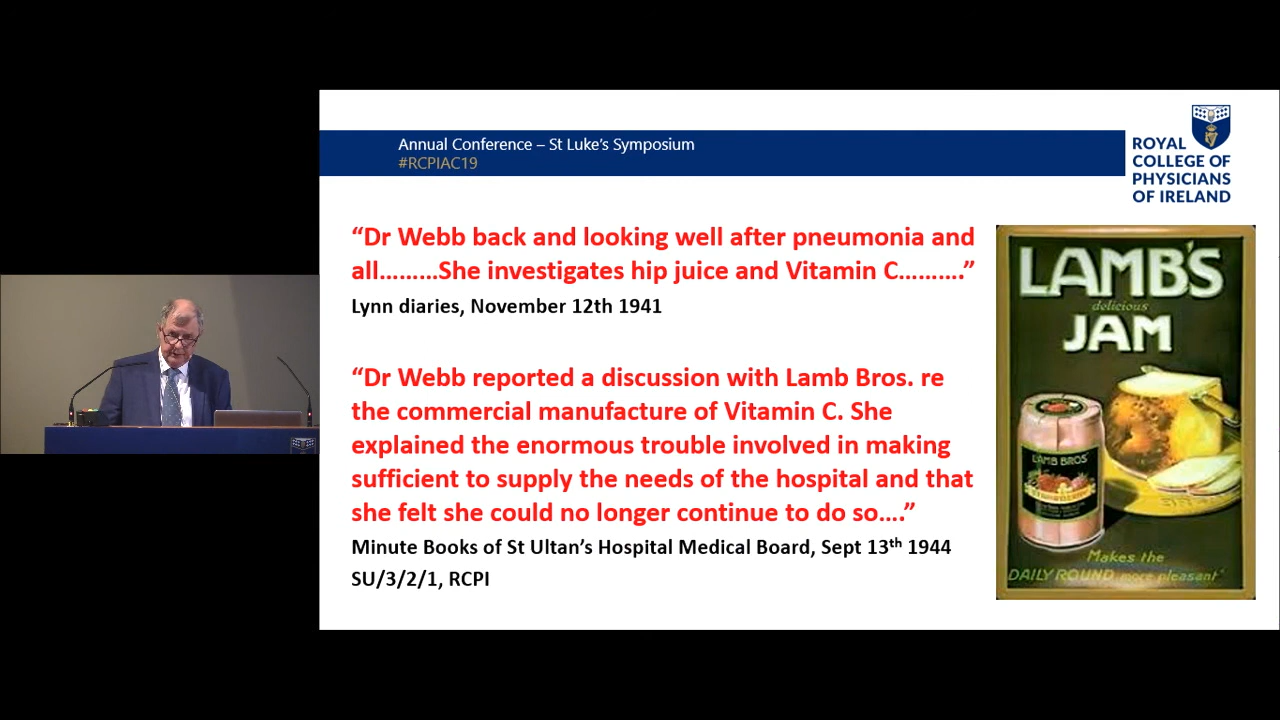 Annual Conference – St Luke's Symposium
#RCPIAC19
ROYAL
COLLEGE OF
PHYSICIANS
OF IRELAND
“Dr Webb back and looking well after pneumonia and
all………She investigates hip juice and Vitamin C……….”
Lynn diaries, November 12th 1941
“Dr Webb reported a discussion with Lamb Bros. re
the commercial manufacture of Vitamin C. She
explained the enormous trouble involved in making
sufficient to supply the needs of the hospital and that
she felt she could no longer continue to do so….”
Minute Books of St Ultan’s Hospital Medical Board, Sept 13th 1944
SU/3/2/1, RCPI
LAMB'S
delicious
JAM
LAMB BROS
Makes the
DAILY ROUND more pleasant'